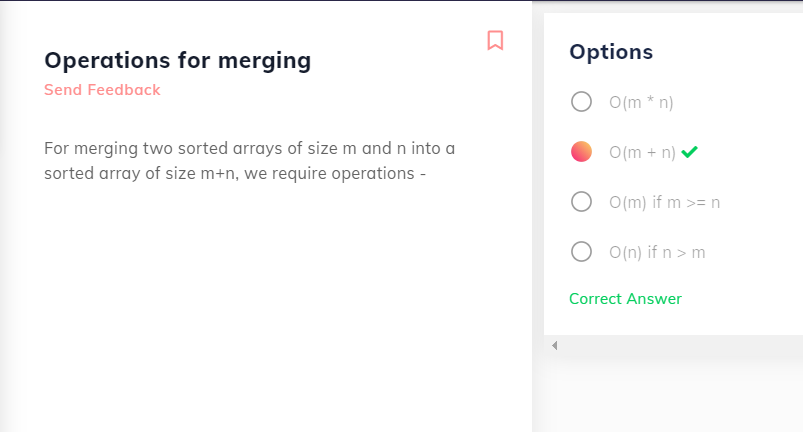 Operations for merging
Send Feedback
For merging two sorted arrays of size m and n into a
sorted array of size m+n, we require operations -
Options
O(m * n)
O(m + n)
O(m) if m >= n
O(n) if n > m
Correct Answer